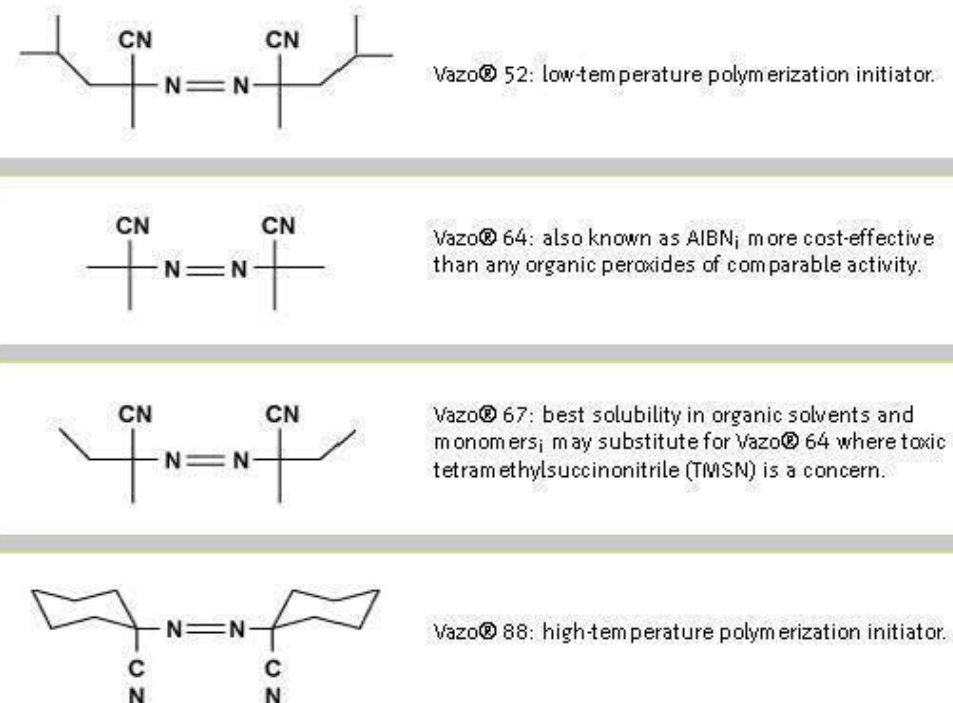 CN CN
N N
Vazo® 52: low-temperature polymerization initiator.
CN CN
N N
Vazo® 64: also known as AIBN; more cost-effective
than any organic peroxides of comparable activity.
CN CN
N N
Vazo® 67: best solubility in organic solvents and
monomers; may substitute for Vazo® 64 where toxic
tetramethylsuccinonitrile (TMSN) is a concern.
N N
C C
N N
Vazo® 88: high-temperature polymerization initiator.